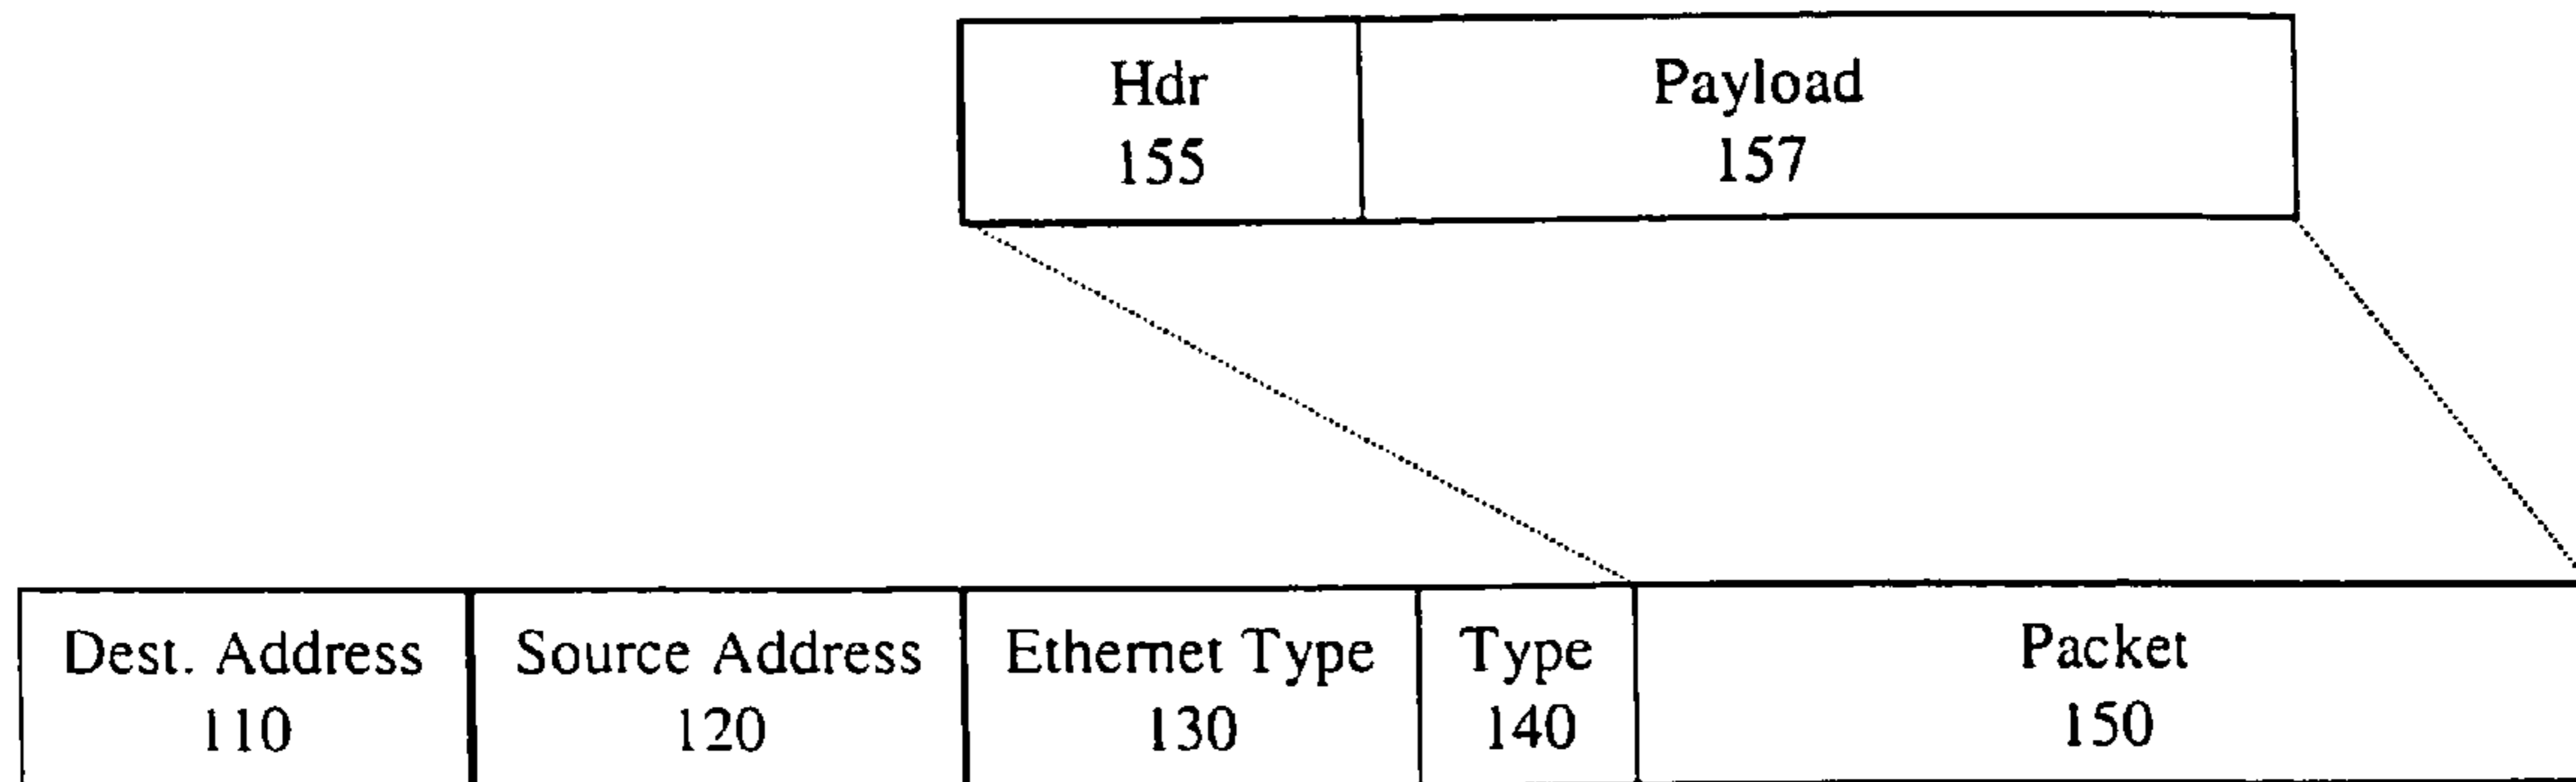 Hdr
155
Payload
157
Dest. Address
110
Source Address
120
Ethernet Type
130
Type
140
Packet
150